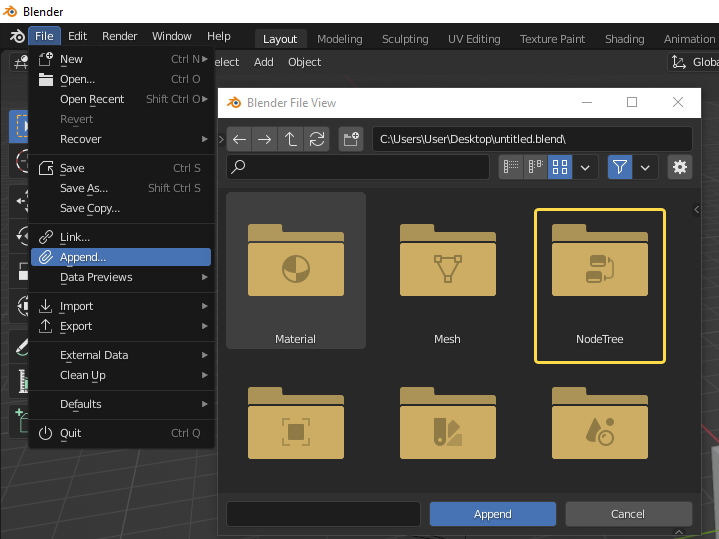 Blender
File Edit Render Window Help Layout Modeling Sculpting UV Editing Texture Paint Shading Animation
elect Add Object Globa
New Ctrl N
Open... Ctrl O
Open Recent Shift Ctrl O
Revert
Recover
Save Ctrl S
Save As... Shift Ctrl S
Save Copy...
Link...
Append...
Data Previews
Import
Export
External Data
Clean Up
Defaults
Quit Ctrl Q
Blender File View
C:\Users\User\Desktop\untitled.blend\
Material Mesh NodeTree
Append Cancel